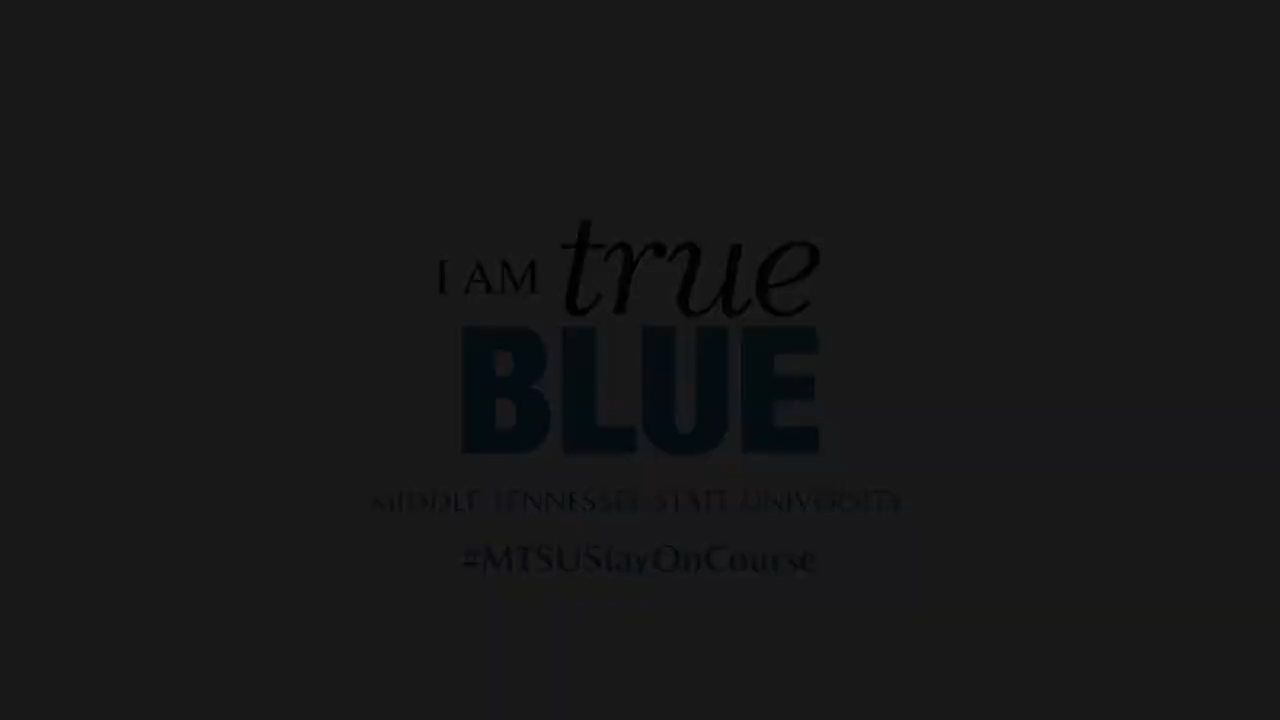 I AM true
BLUE
MIDDLE TENNESSEE STATE UNIVERSITY
#MTSUStayOnCourse